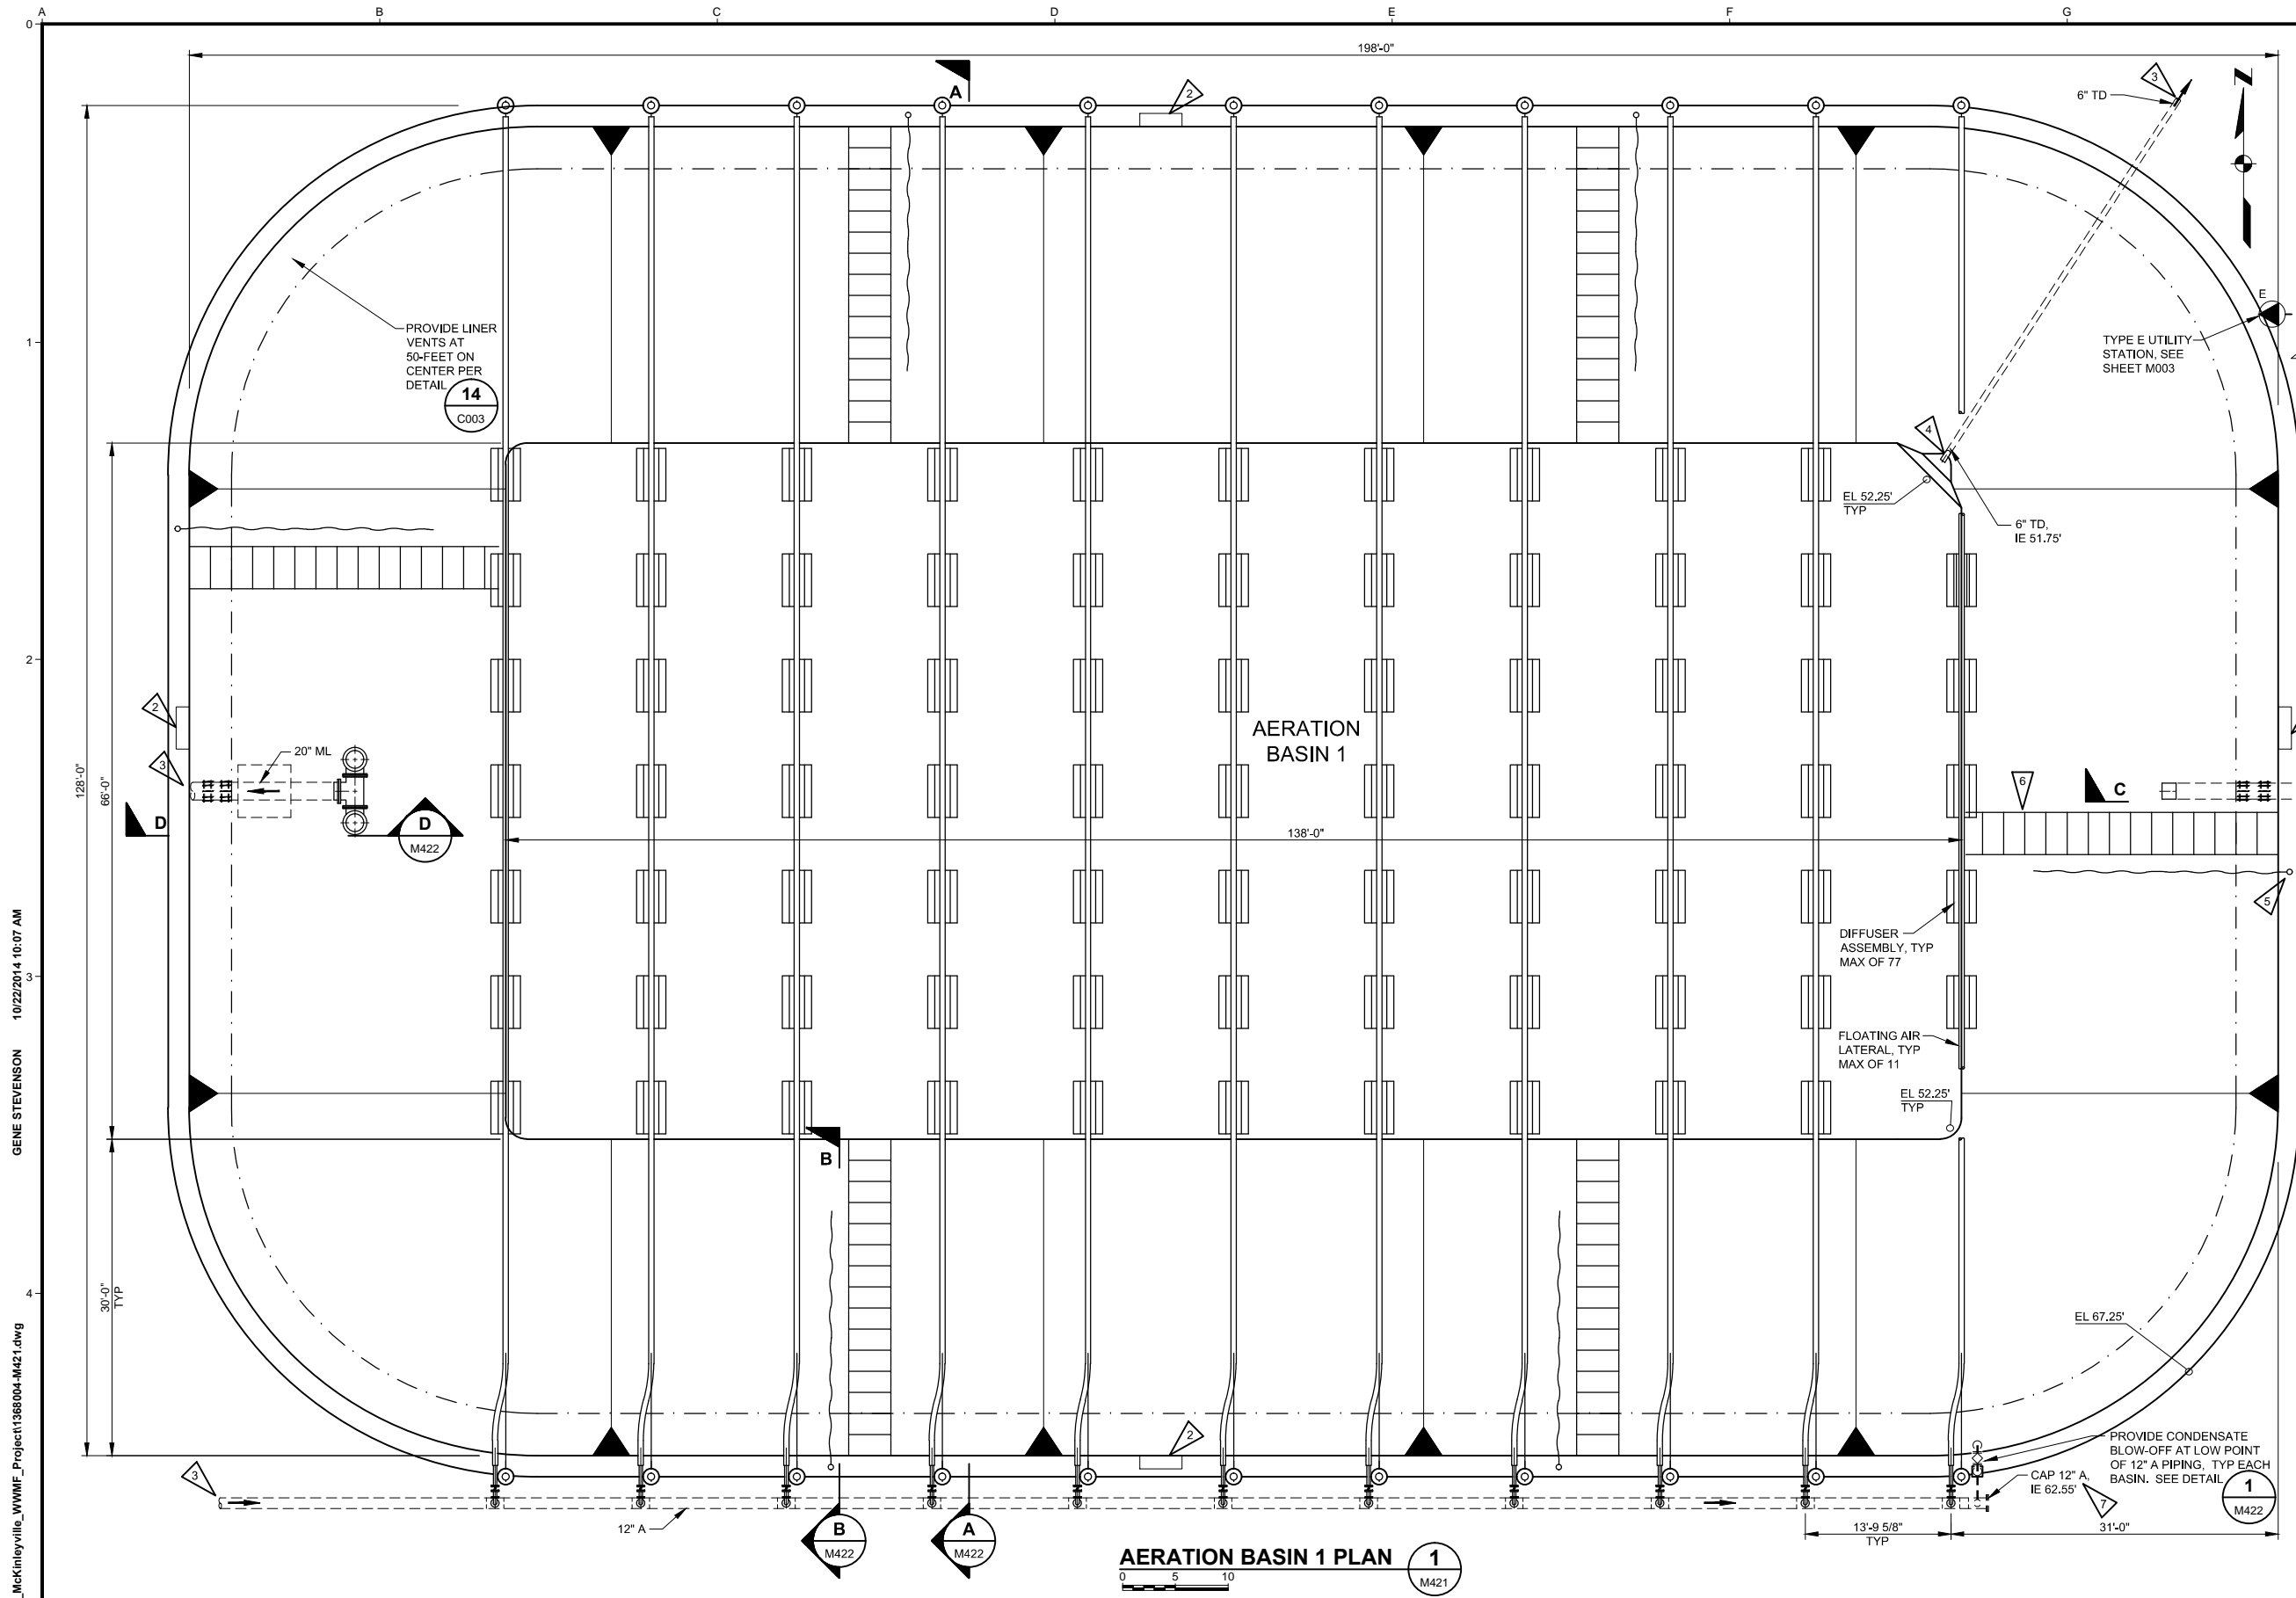 A
B
C
D
E
F
G
0
198'-0"
A
2
3
6" TD
N
PROVIDE LINER
VENTS AT
50-FEET ON
CENTER PER
DETAIL
14
C003
1
E
TYPE E UTILITY
STATION, SEE
SHEET M003
4
EL 52.25'
TYP
6" TD,
IE 51.75'
2
2
3
20" ML
AERATION
BASIN 1
128'-0"
66'-0"
D
D
M422
138'-0"
6
C
5
DIFFUSER
ASSEMBLY, TYP
MAX OF 77
3
FLOATING AIR
LATERAL, TYP
MAX OF 11
EL 52.25'
TYP
B
30'-0"
TYP
4
EL 67.25'
2
3
12" A
B
M422
A
M422
PROVIDE CONDENSATE
BLOW-OFF AT LOW POINT
OF 12" A PIPING, TYP EACH
BASIN. SEE DETAIL
1
M422
CAP 12" A,
IE 62.55'
7
13'-9 5/8"
TYP
31'-0"
AERATION BASIN 1 PLAN
1
M421
0 5 10
GENE STEVENSON 10/22/2014 10:07 AM
_McKinleyville_WWMF_Project\1368004-M421.dwg